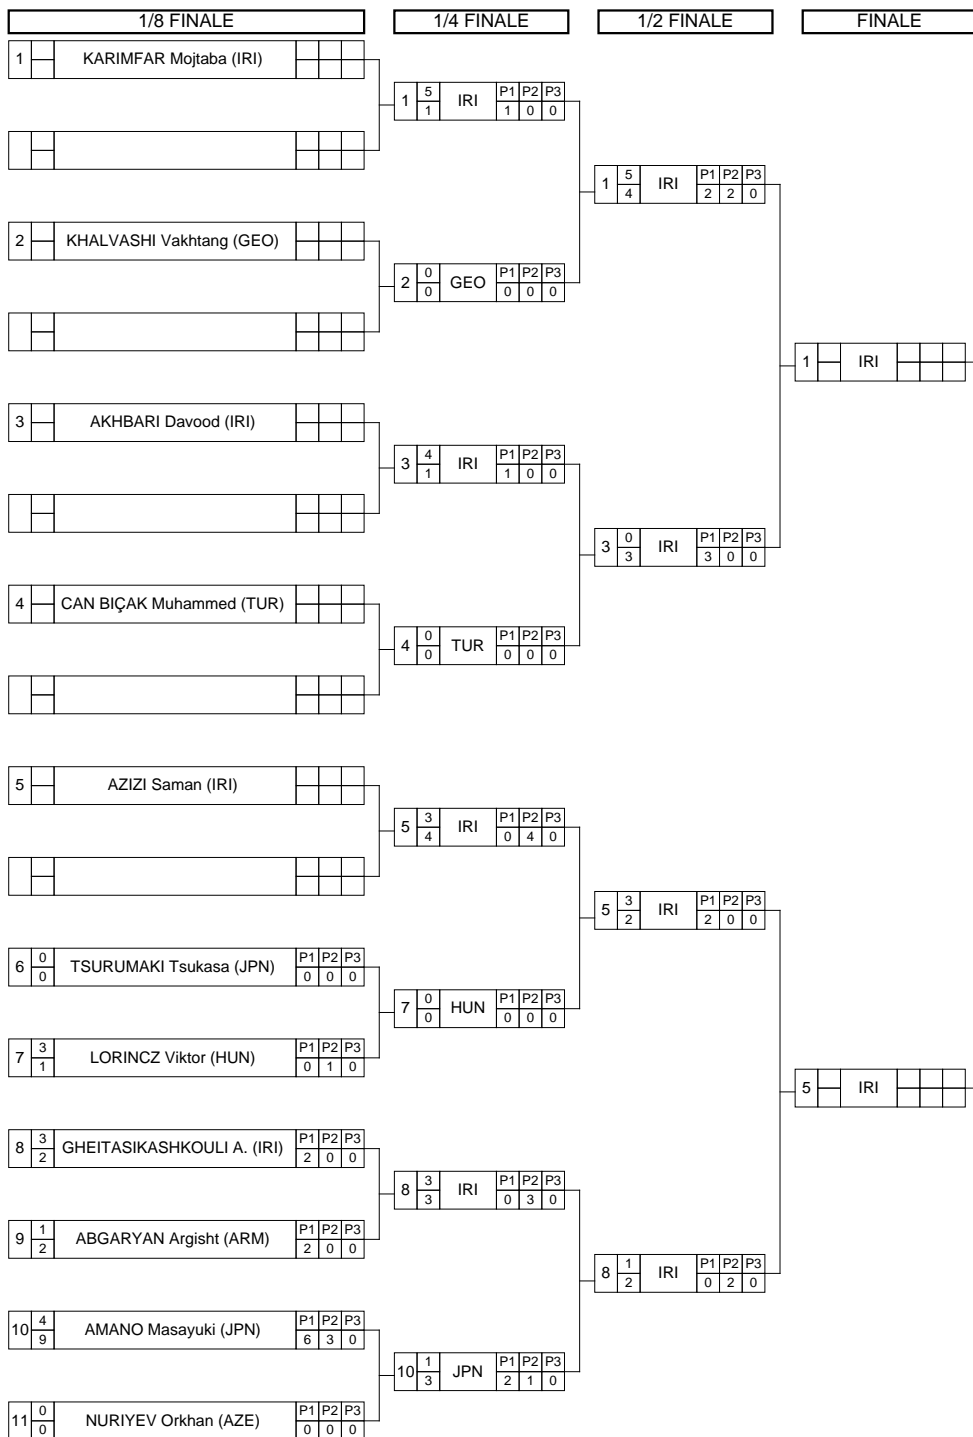 1/8 FINALE 1/4 FINALE 1/2 FINALE FINALE
1 KARIMFAR Mojtaba (IRI)
1 5 1 IRI P1 P2 P3 1 0 0
1 5 4 IRI P1 P2 P3 2 2 0
2 KHALVASHI Vakhtang (GEO)
2 0 0 GEO P1 P2 P3 0 0 0
1 IRI
3 AKHBARI Davood (IRI)
3 4 1 IRI P1 P2 P3 1 0 0
3 0 3 IRI P1 P2 P3 3 0 0
4 CAN BIÇAK Muhammed (TUR)
4 0 0 TUR P1 P2 P3 0 0 0
5 AZIZI Saman (IRI)
5 3 4 IRI P1 P2 P3 0 4 0
5 3 2 IRI P1 P2 P3 2 0 0
6 0 0 TSURUMAKI Tsukasa (JPN) P1 P2 P3 0 0 0
7 0 0 HUN P1 P2 P3 0 0 0
7 3 1 LORINCZ Viktor (HUN) P1 P2 P3 0 1 0
5 IRI
8 3 2 GHEITASIKASHKOULI A. (IRI) P1 P2 P3 2 0 0
8 3 3 IRI P1 P2 P3 0 3 0
9 1 2 ABGARYAN Argisht (ARM) P1 P2 P3 2 0 0
8 1 2 IRI P1 P2 P3 0 2 0
10 4 9 AMANO Masayuki (JPN) P1 P2 P3 6 3 0
10 1 3 JPN P1 P2 P3 2 1 0
11 0 0 NURIYEV Orkhan (AZE) P1 P2 P3 0 0 0